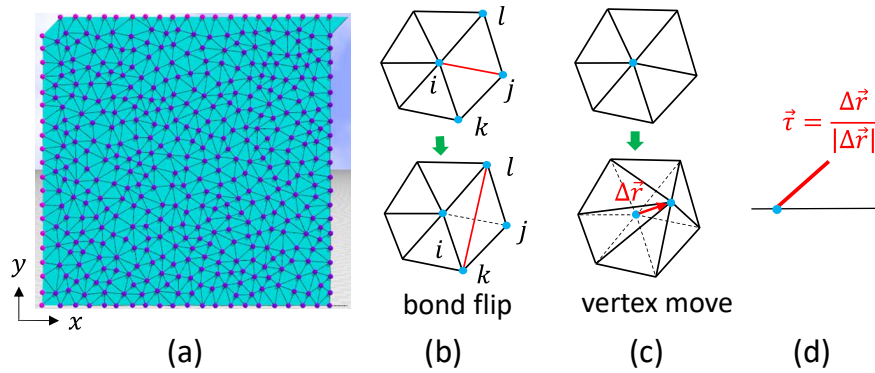 y
x
(a)
l
i
j
k
l
i
j
k
bond flip
(b)
Δr⃗
vertex move
(c)
τ⃗ = Δr⃗ / |Δr⃗|
(d)